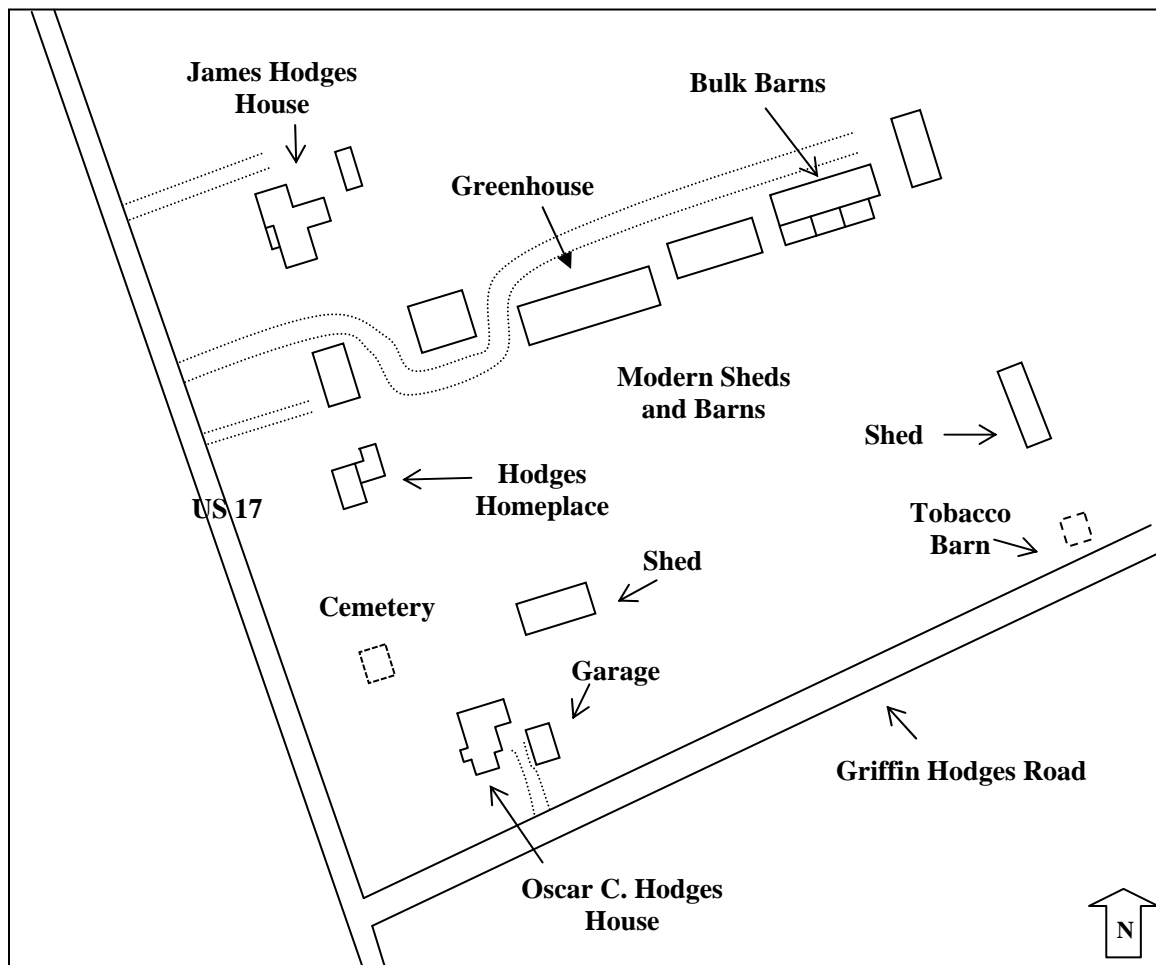 James Hodges
House
Bulk Barns
Greenhouse
Modern Sheds
and Barns
Shed
Hodges
Homeplace
US 17
Tobacco
Barn
Shed
Cemetery
Garage
Griffin Hodges Road
Oscar C. Hodges
House
N